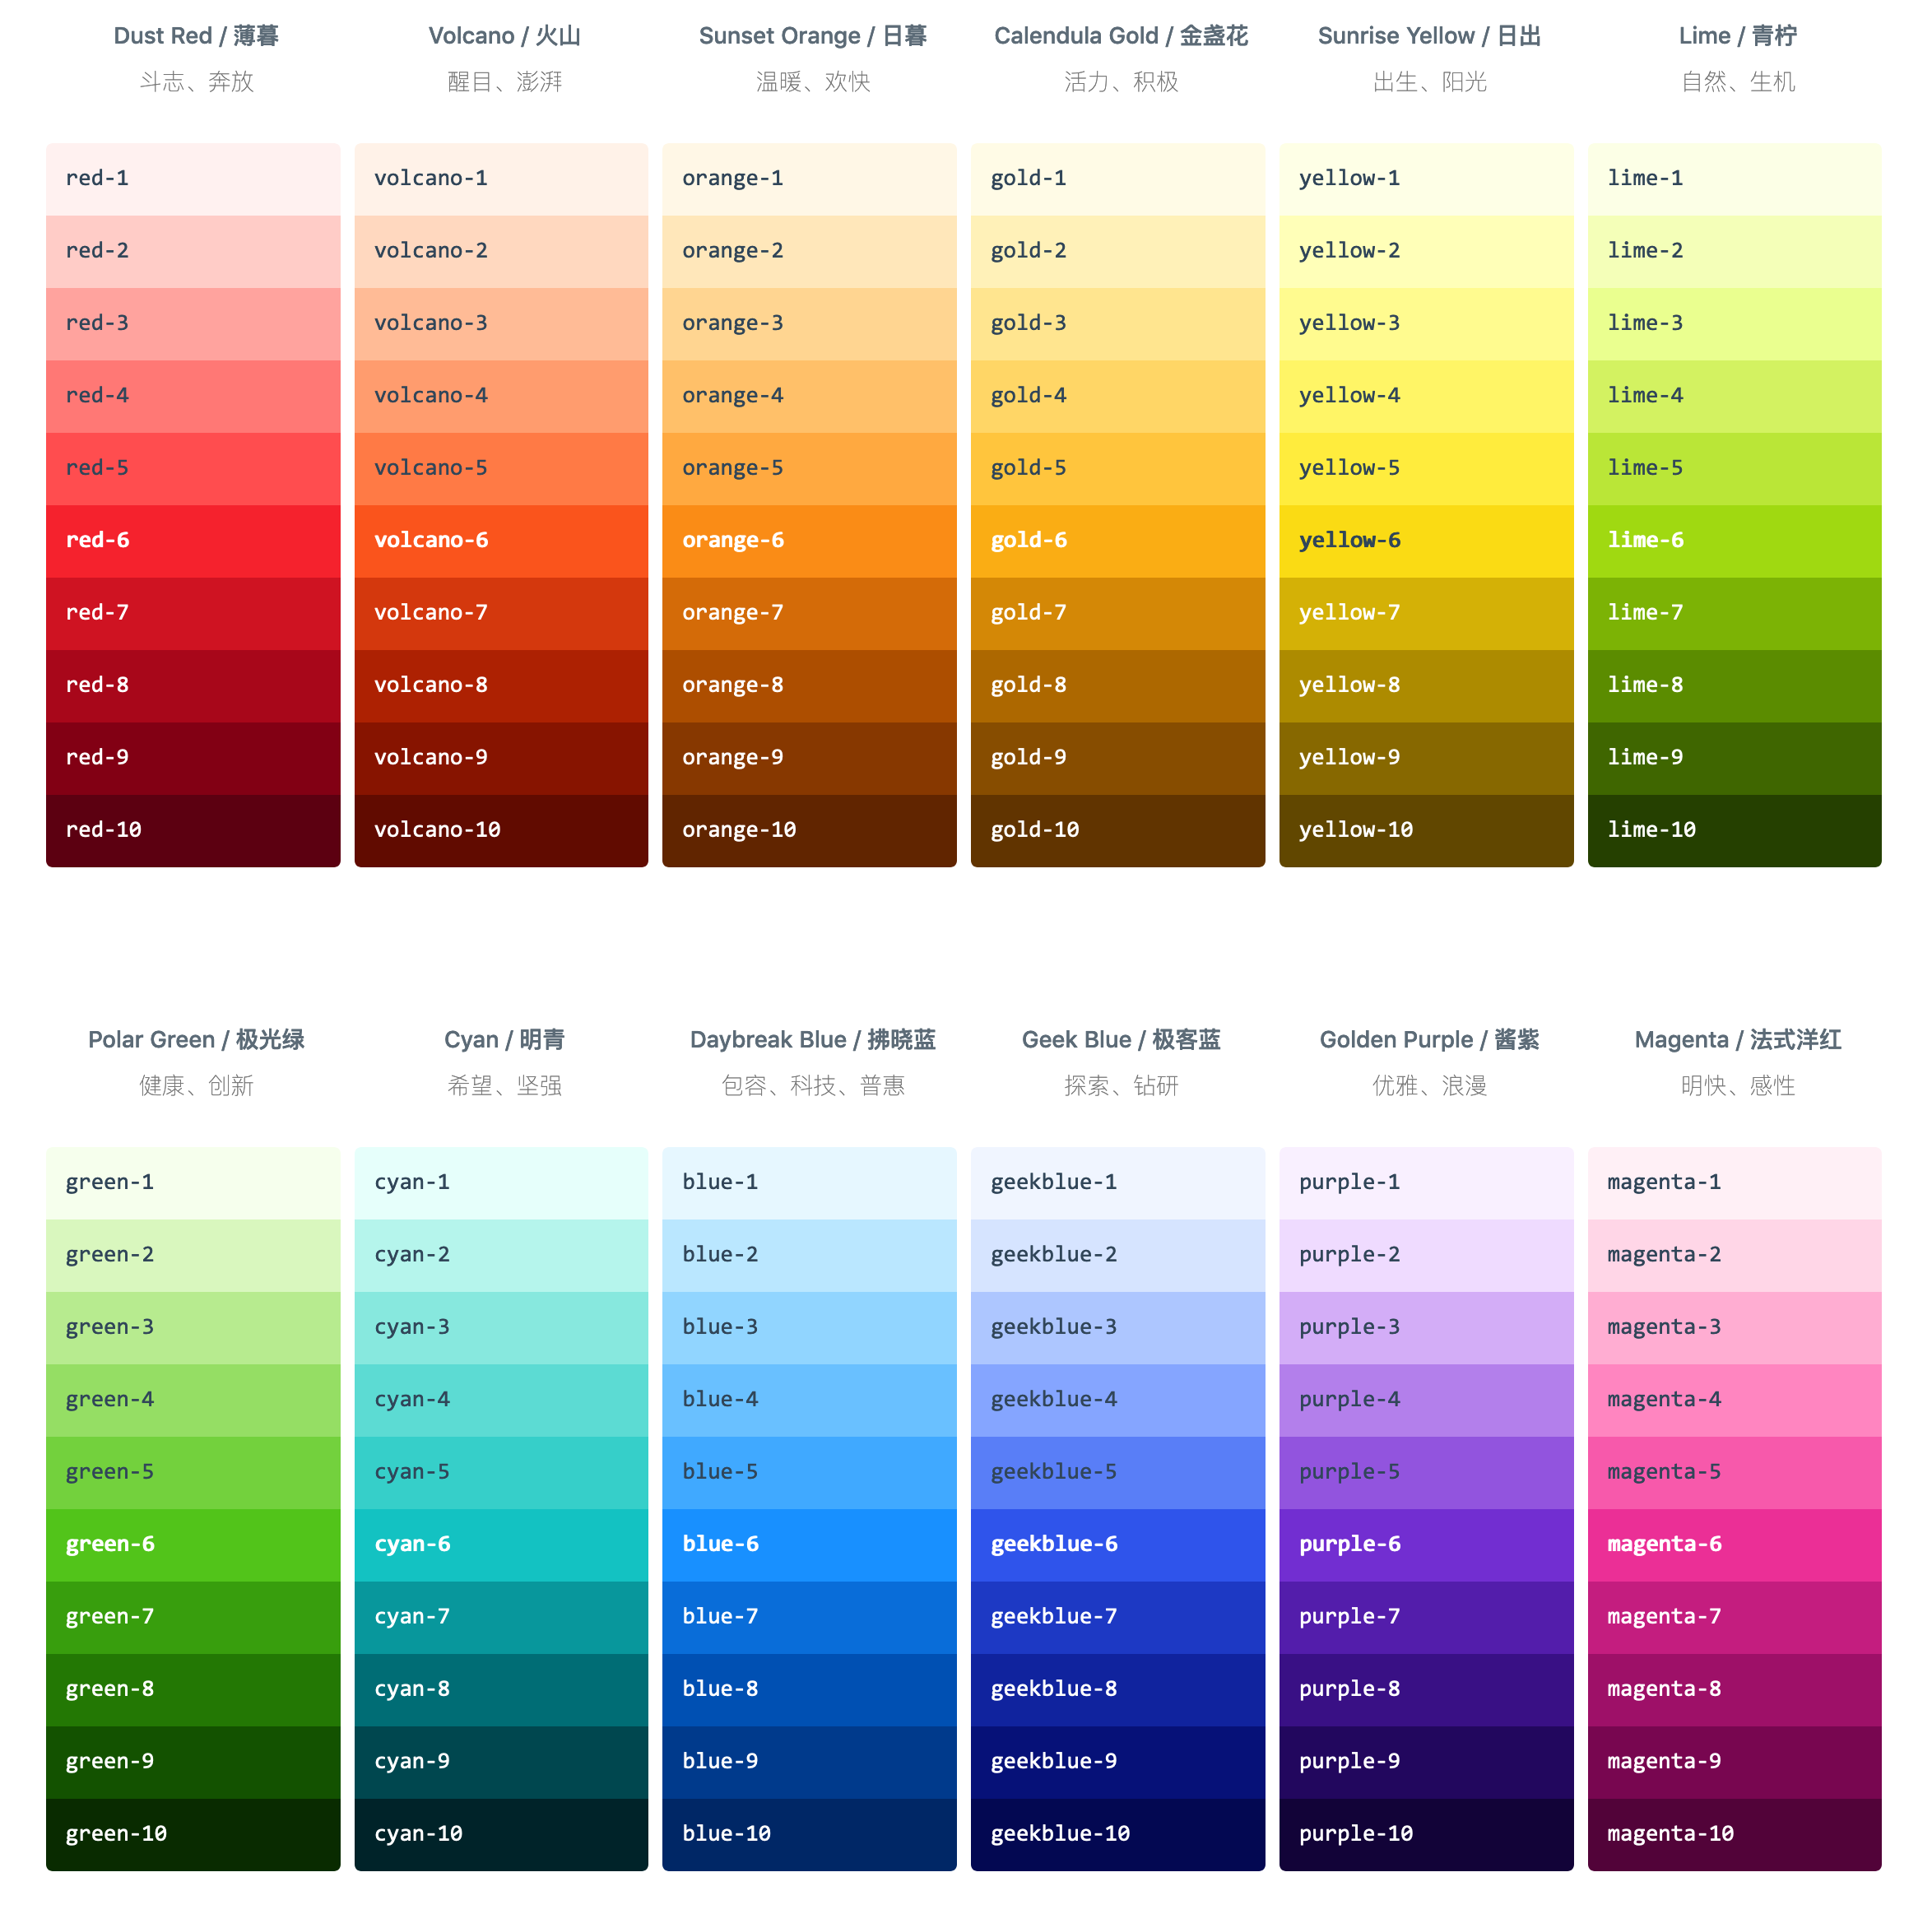 Dust Red / 薄暮
斗志、奔放
red-1
red-2
red-3
red-4
red-5
red-6
red-7
red-8
red-9
red-10
Volcano / 火山
醒目、澎湃
volcano-1
volcano-2
volcano-3
volcano-4
volcano-5
volcano-6
volcano-7
volcano-8
volcano-9
volcano-10
Sunset Orange / 日暮
温暖、欢快
orange-1
orange-2
orange-3
orange-4
orange-5
orange-6
orange-7
orange-8
orange-9
orange-10
Calendula Gold / 金盏花
活力、积极
gold-1
gold-2
gold-3
gold-4
gold-5
gold-6
gold-7
gold-8
gold-9
gold-10
Sunrise Yellow / 日出
出生、阳光
yellow-1
yellow-2
yellow-3
yellow-4
yellow-5
yellow-6
yellow-7
yellow-8
yellow-9
yellow-10
Lime / 青柠
自然、生机
lime-1
lime-2
lime-3
lime-4
lime-5
lime-6
lime-7
lime-8
lime-9
lime-10
Polar Green / 极光绿
健康、创新
green-1
green-2
green-3
green-4
green-5
green-6
green-7
green-8
green-9
green-10
Cyan / 明青
希望、坚强
cyan-1
cyan-2
cyan-3
cyan-4
cyan-5
cyan-6
cyan-7
cyan-8
cyan-9
cyan-10
Daybreak Blue / 拂晓蓝
包容、科技、普惠
blue-1
blue-2
blue-3
blue-4
blue-5
blue-6
blue-7
blue-8
blue-9
blue-10
Geek Blue / 极客蓝
探索、钻研
geekblue-1
geekblue-2
geekblue-3
geekblue-4
geekblue-5
geekblue-6
geekblue-7
geekblue-8
geekblue-9
geekblue-10
Golden Purple / 酱紫
优雅、浪漫
purple-1
purple-2
purple-3
purple-4
purple-5
purple-6
purple-7
purple-8
purple-9
purple-10
Magenta / 法式洋红
明快、感性
magenta-1
magenta-2
magenta-3
magenta-4
magenta-5
magenta-6
magenta-7
magenta-8
magenta-9
magenta-10